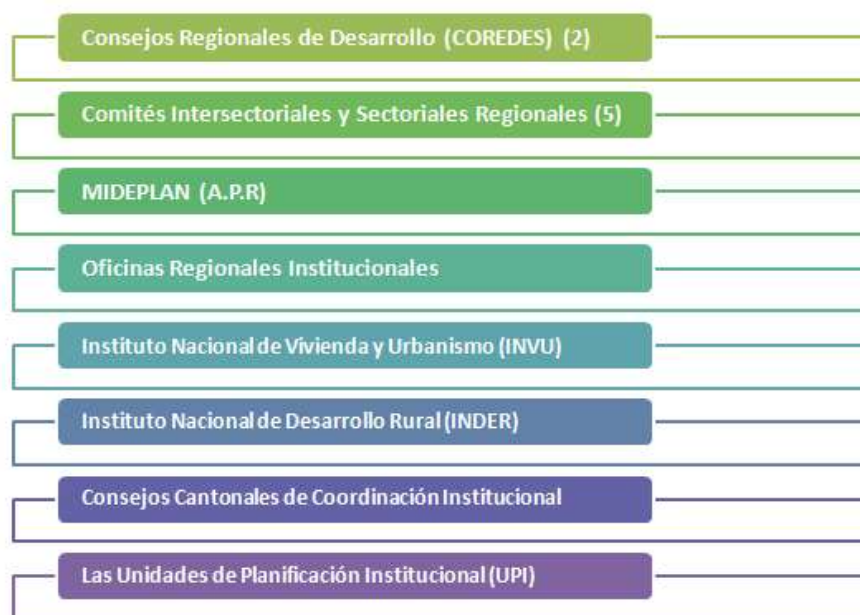 Consejos Regionales de Desarrollo (COREDES) (2)
Comités Intersectoriales y Sectoriales Regionales (5)
MIDEPLAN (A.P.R)
Oficinas Regionales Institucionales
Instituto Nacional de Vivienda y Urbanismo (INVU)
Instituto Nacional de Desarrollo Rural (INDER)
Consejos Cantonales de Coordinación Institucional
Las Unidades de Planificación Institucional (UPI)